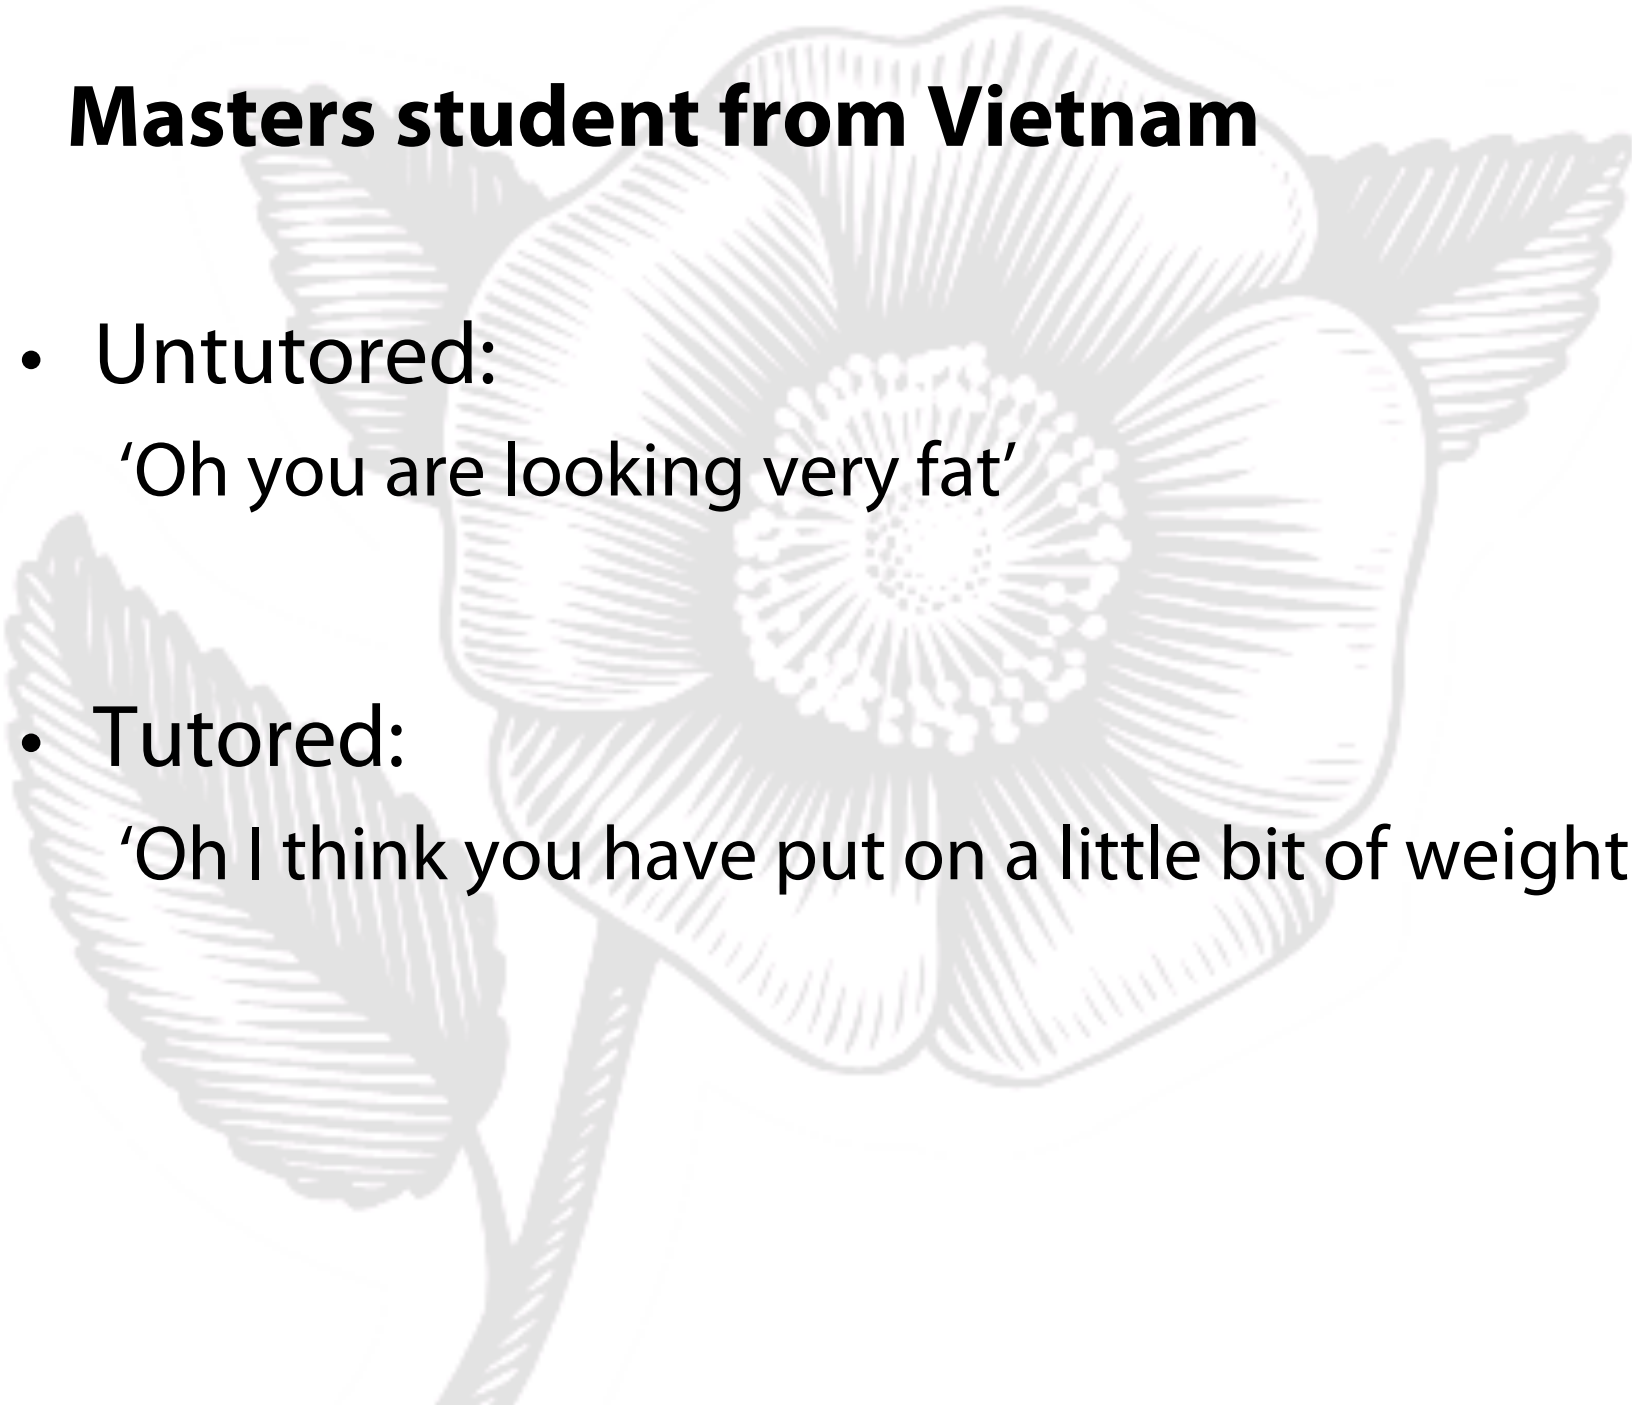 Masters student from Vietnam
• Untutored:
‘Oh you are looking very fat’
• Tutored:
‘Oh I think you have put on a little bit of weight